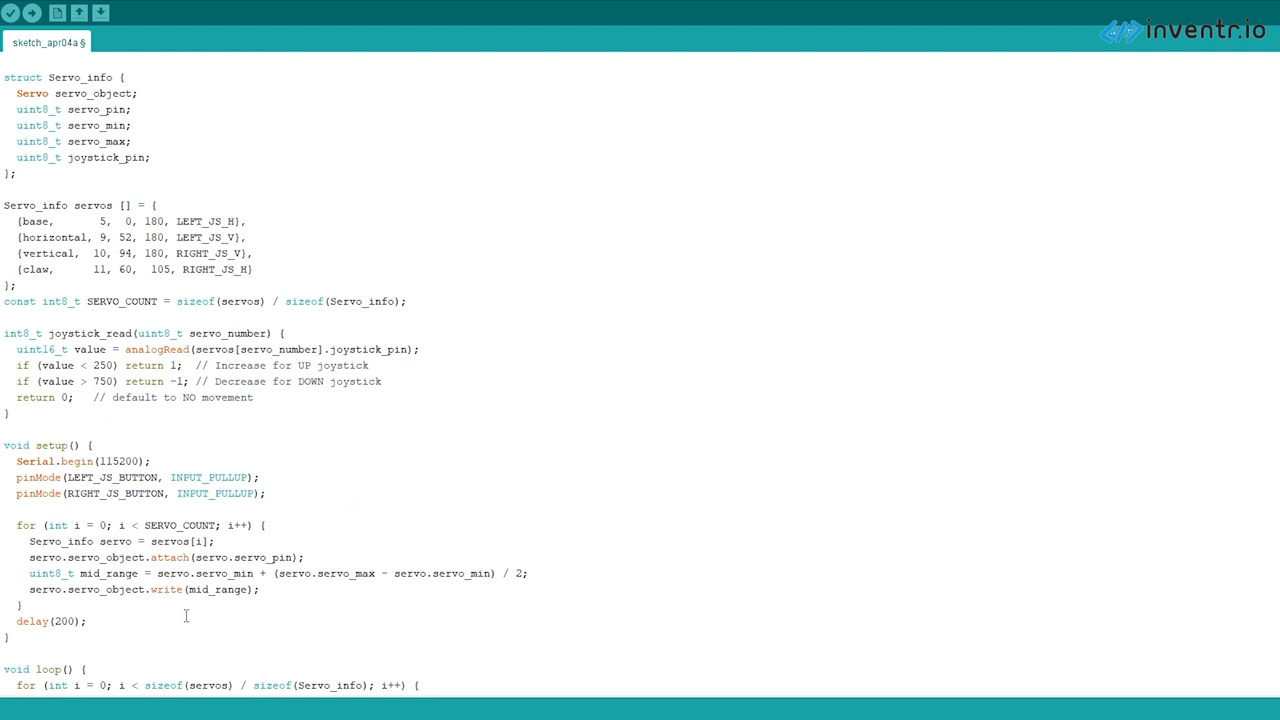 inventr.io
sketch_apr04a §
struct Servo_info {
  Servo servo_object;
  uint8_t servo_pin;
  uint8_t servo_min;
  uint8_t servo_max;
  uint8_t joystick_pin;
};
Servo_info servos [] = {
  {base,       5,  0, 180, LEFT_JS_H},
  {horizontal, 9, 52, 180, LEFT_JS_V},
  {vertical,  10, 94, 180, RIGHT_JS_V},
  {claw,      11, 60,  105, RIGHT_JS_H}
};
const int8_t SERVO_COUNT = sizeof(servos) / sizeof(Servo_info);
int8_t joystick_read(uint8_t servo_number) {
  uint16_t value = analogRead(servos[servo_number].joystick_pin);
  if (value < 250) return 1;  // Increase for UP joystick
  if (value > 750) return -1; // Decrease for DOWN joystick
  return 0;   // default to NO movement
}
void setup() {
  Serial.begin(115200);
  pinMode(LEFT_JS_BUTTON, INPUT_PULLUP);
  pinMode(RIGHT_JS_BUTTON, INPUT_PULLUP);
  for (int i = 0; i < SERVO_COUNT; i++) {
    Servo_info servo = servos[i];
    servo.servo_object.attach(servo.servo_pin);
    uint8_t mid_range = servo.servo_min + (servo.servo_max - servo.servo_min) / 2;
    servo.servo_object.write(mid_range);
  }
  delay(200);
}
void loop() {
  for (int i = 0; i < sizeof(servos) / sizeof(Servo_info); i++) {